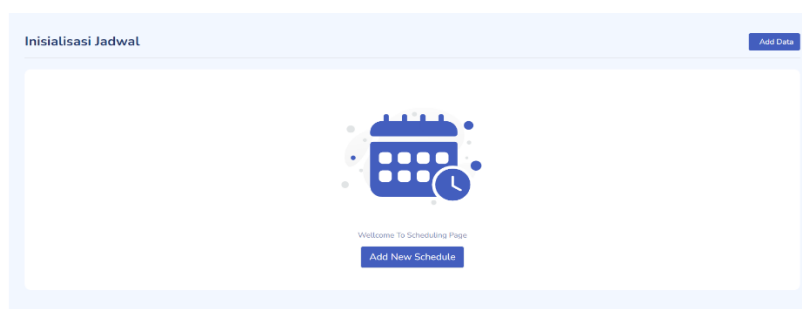 Inisialisasi Jadwal
Add Data
Wellcome To Scheduling Page
Add New Schedule